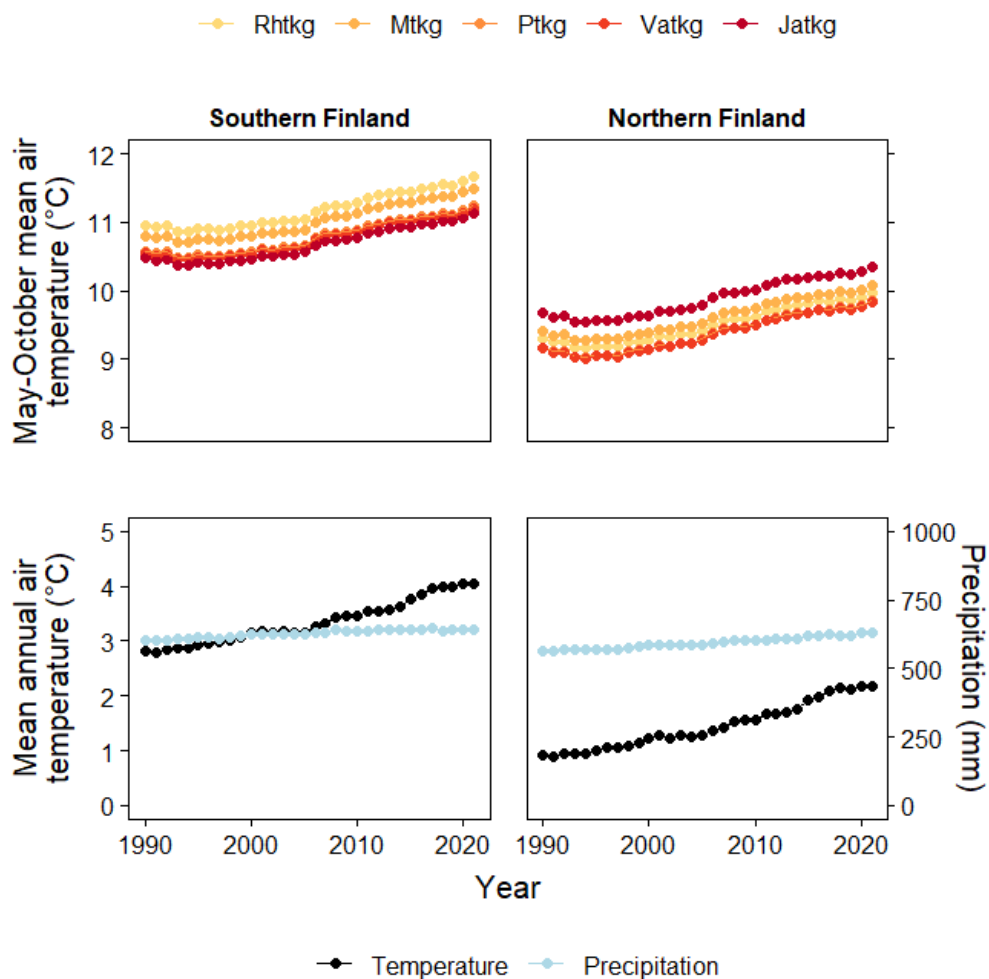 Rhtkg Mtkg Ptkg Vatkg Jatkg
Southern Finland
Northern Finland
May-October mean air
temperature (°C)
12
11
10
9
8
Mean annual air
temperature (°C)
5
4
3
2
1
0
1000
750
500
250
0
Precipitation (mm)
1990 2000 2010 2020
1990 2000 2010 2020
Year
Temperature Precipitation